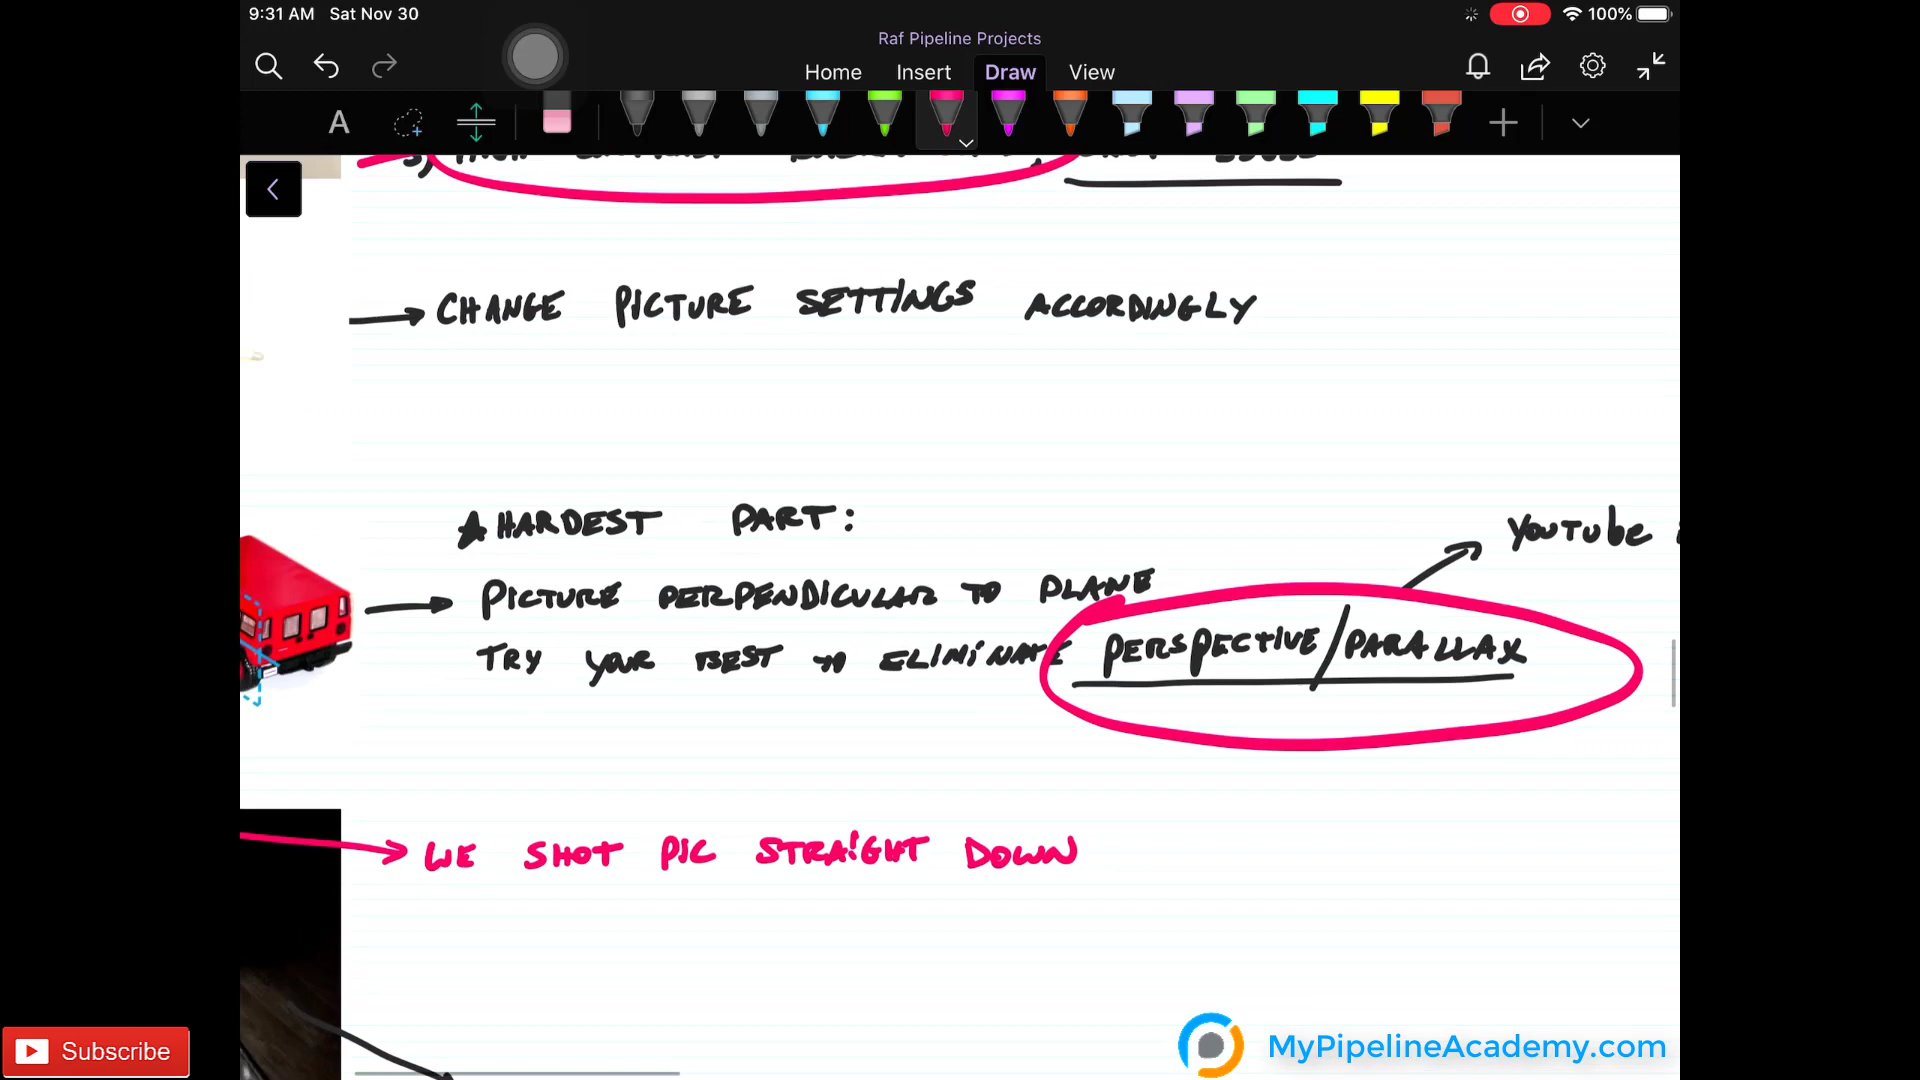 9:31 AM Sat Nov 30
100%
Raf Pipeline Projects
Home Insert Draw View
A
→ CHANGE PICTURE SETTINGS ACCORDINGLY
HARDEST PART:
YouTube
→ PICTURE PERPENDICULAR TO PLANE
TRY YOUR BEST TO ELIMINATE PERSPECTIVE/PARALLAX
→ WE SHOT PIC STRAIGHT DOWN
Subscribe
MyPipelineAcademy.com